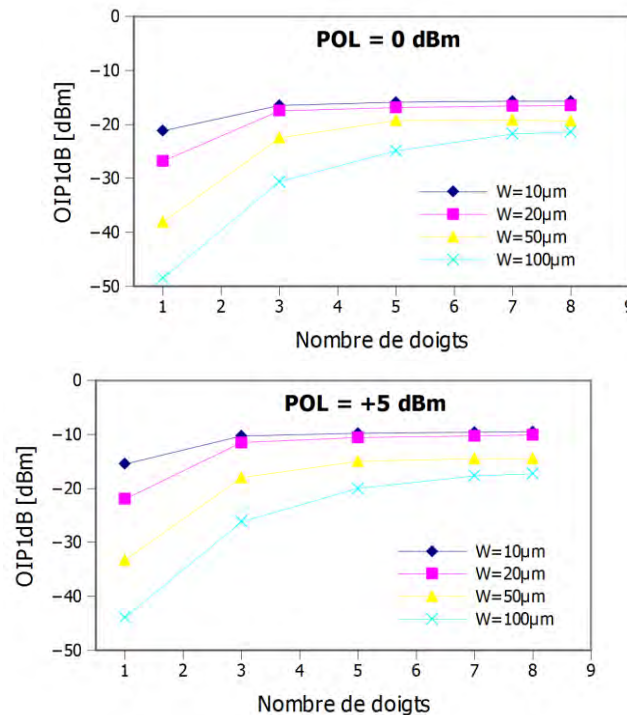 POL = 0 dBm
OIP1dB [dBm]
0
−10
−20
−30
−40
−50
W=10µm
W=20µm
W=50µm
W=100µm
1 2 3 4 5 6 7 8 9
Nombre de doigts
POL = +5 dBm
OIP1dB [dBm]
0
−10
−20
−30
−40
−50
W=10µm
W=20µm
W=50µm
W=100µm
1 2 3 4 5 6 7 8 9
Nombre de doigts